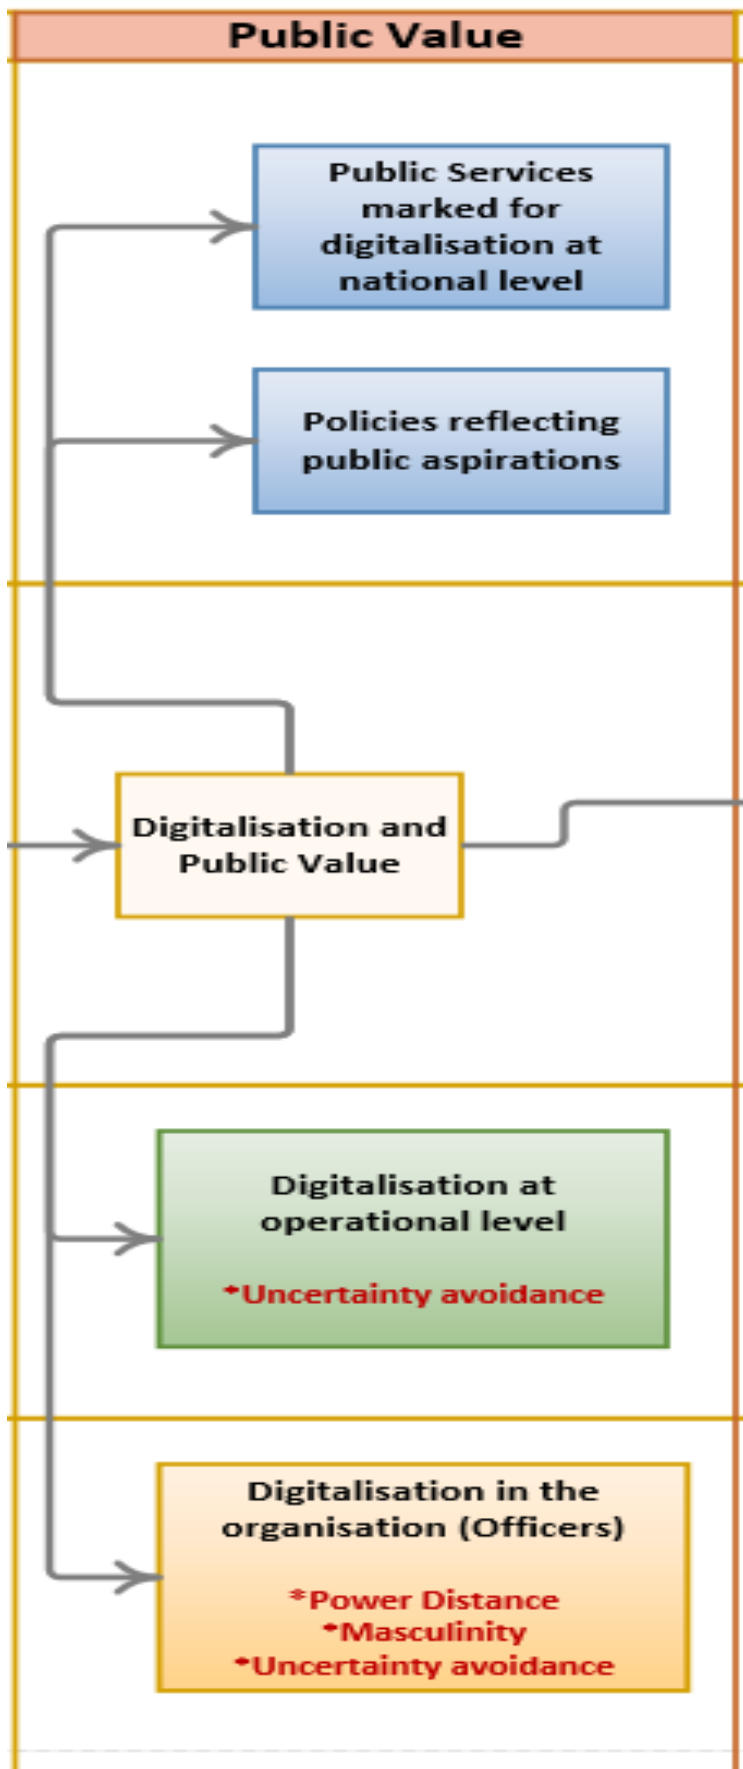 Public Value
Public Services
marked for
digitalisation at
national level
Policies reflecting
public aspirations
Digitalisation and
Public Value
Digitalisation at
operational level
*Uncertainty avoidance
Digitalisation in the
organisation (Officers)
*Power Distance
*Masculinity
*Uncertainty avoidance